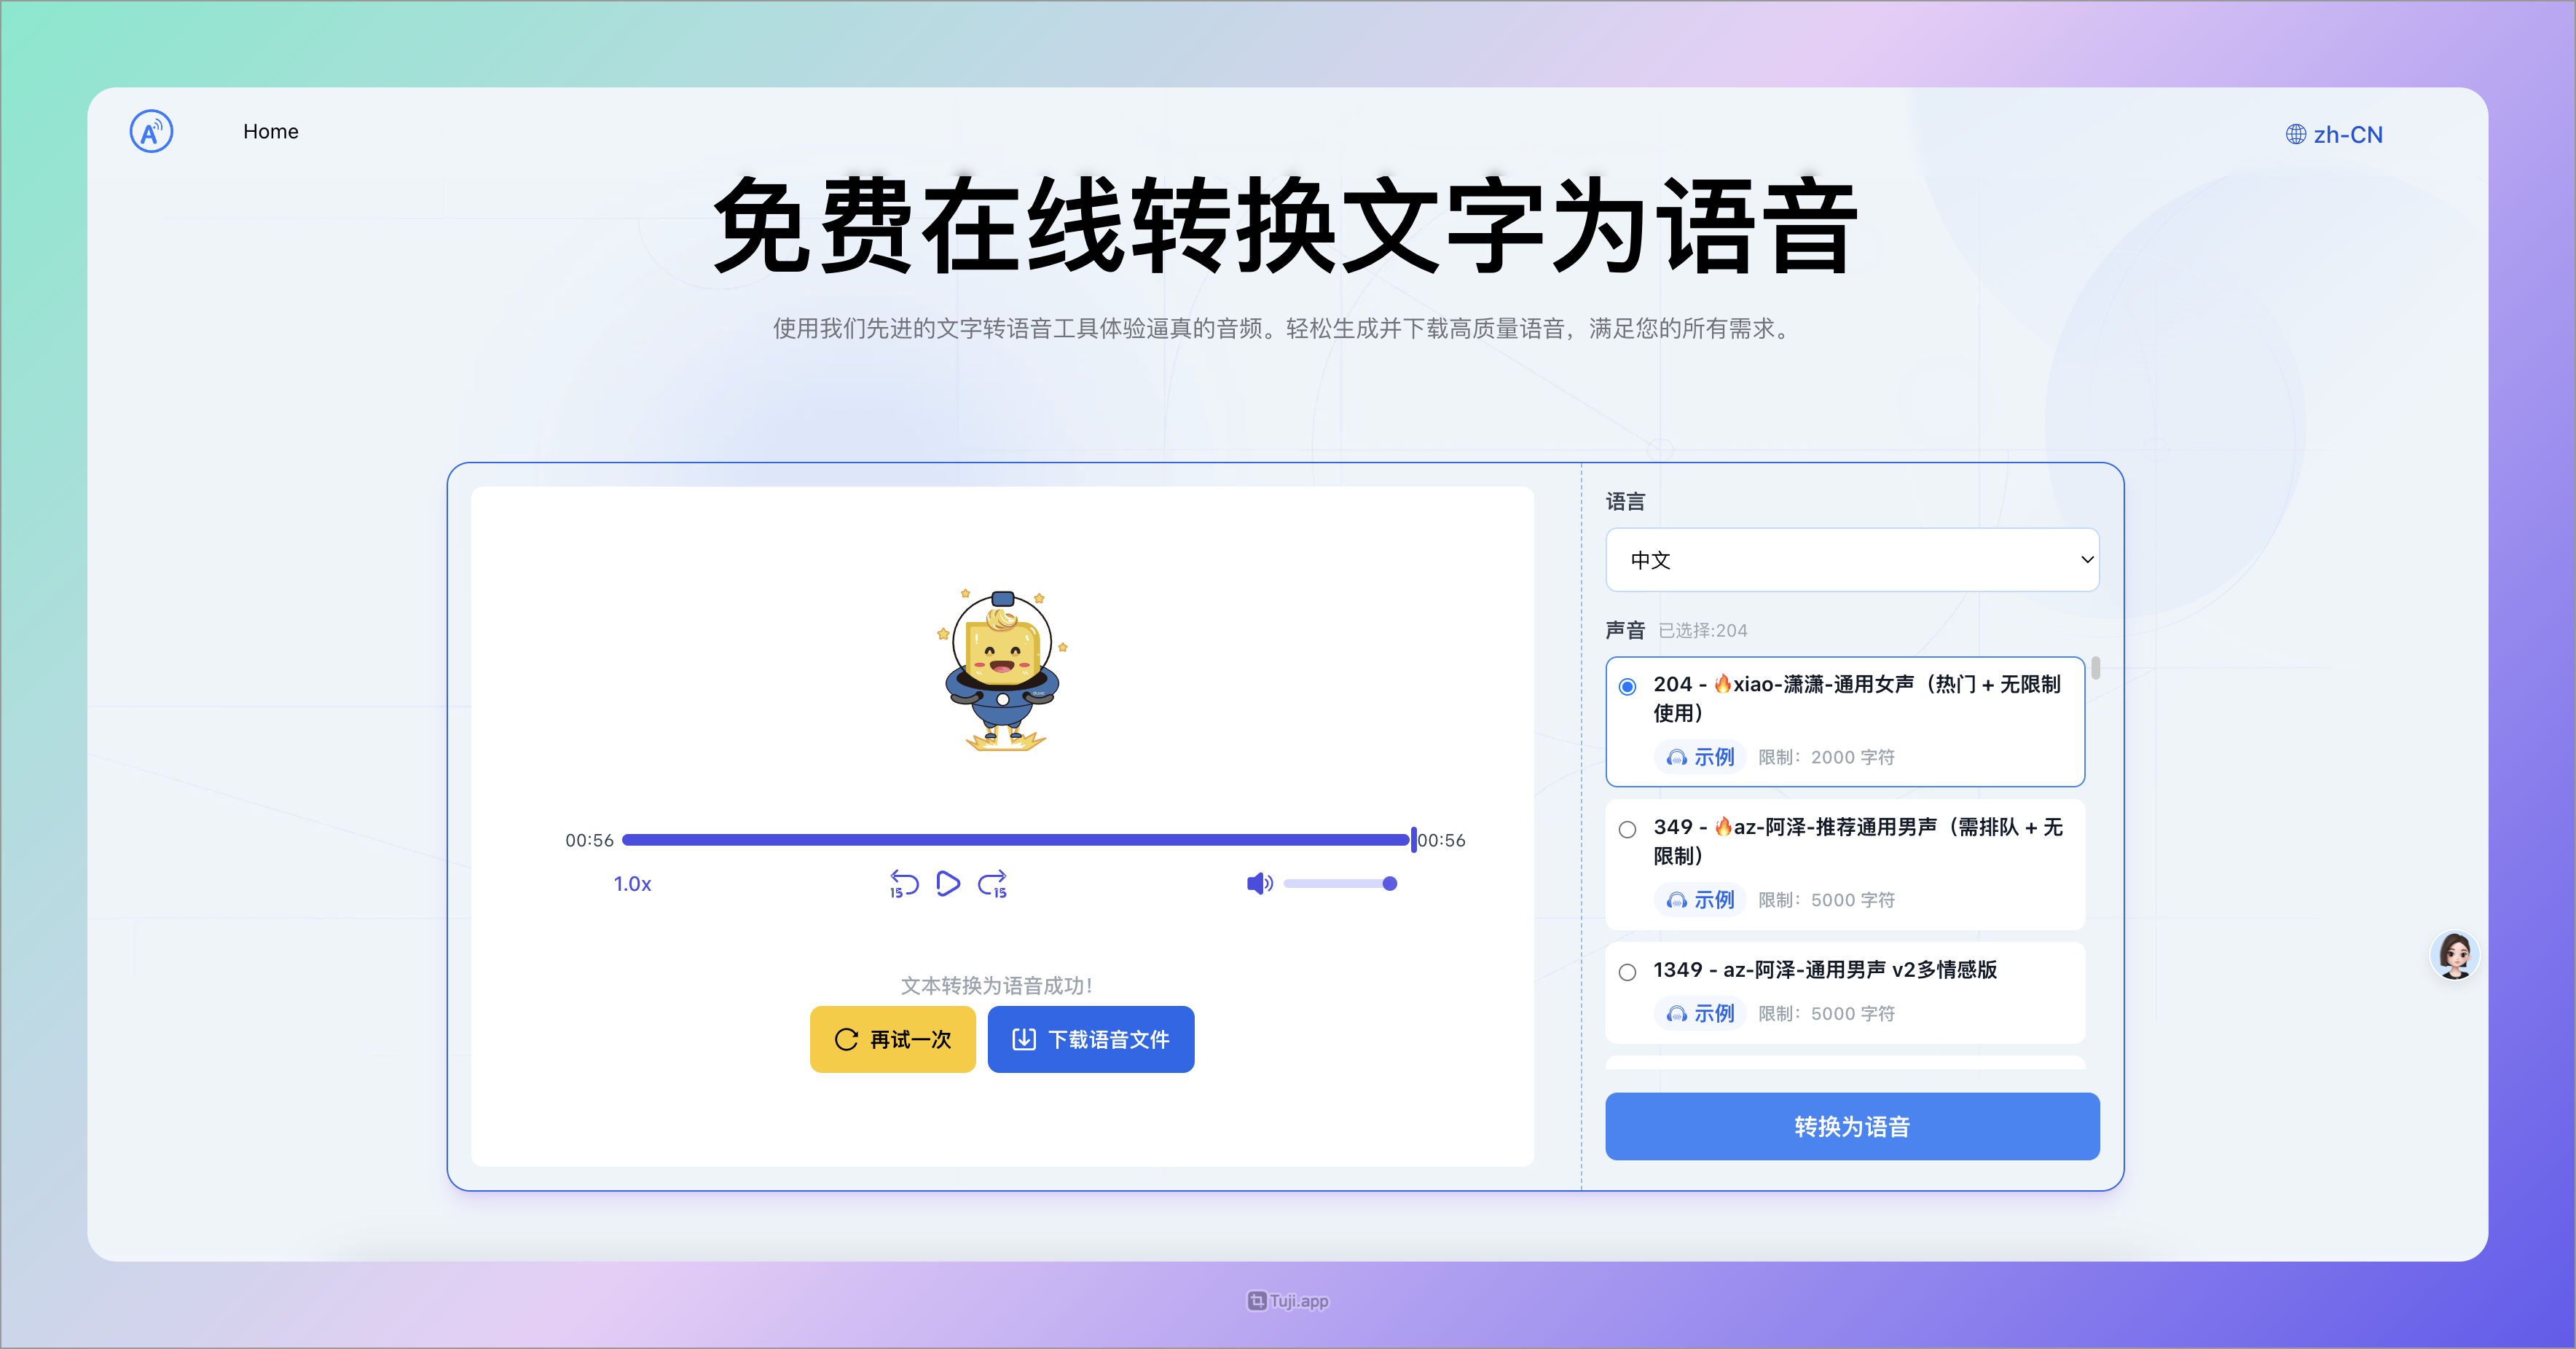 A
Home
zh-CN
免费在线转换文字为语音
使用我们先进的文字转语音工具体验逼真的音频。轻松生成并下载高质量语音，满足您的所有需求。
00:56
00:56
1.0x
15
15
文本转换为语音成功！
再试一次
下载语音文件
语言
中文
声音 已选择:204
204 - 🔥xiao-潇潇-通用女声（热门 + 无限制
使用）
示例 限制：2000 字符
349 - 🔥az-阿泽-推荐通用男声（需排队 + 无
限制）
示例 限制：5000 字符
1349 - az-阿泽-通用男声 v2多情感版
示例 限制：5000 字符
转换为语音
Tuji.app